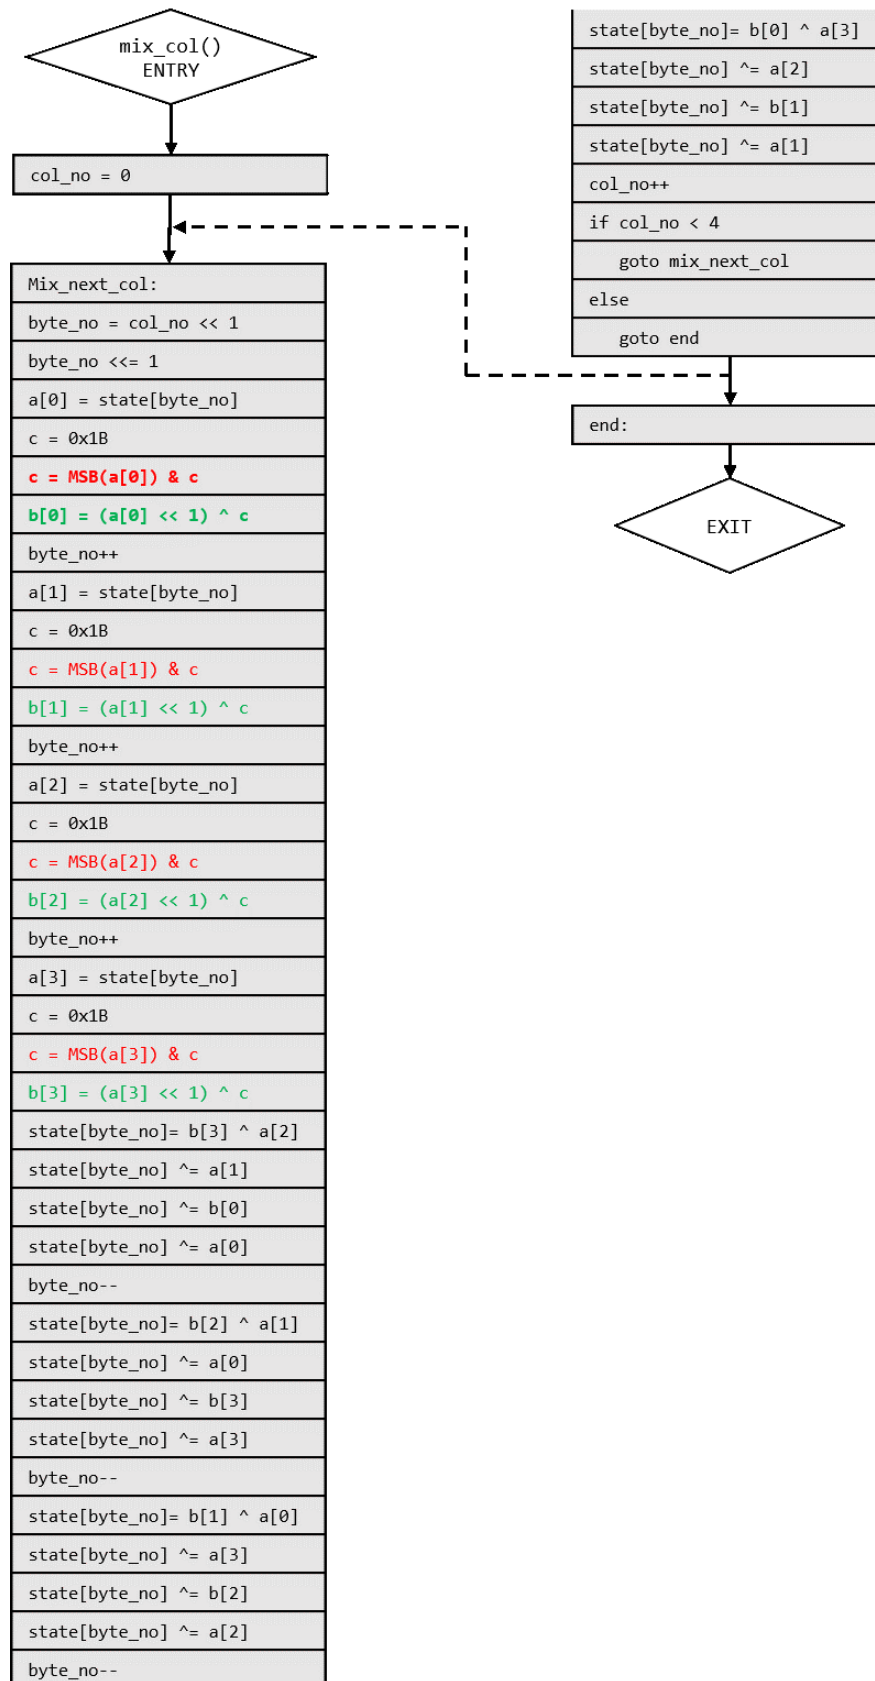 mix_col()
ENTRY
col_no = 0
Mix_next_col:
byte_no = col_no << 1
byte_no <<= 1
a[0] = state[byte_no]
c = 0x1B
c = MSB(a[0]) & c
b[0] = (a[0] << 1) ^ c
byte_no++
a[1] = state[byte_no]
c = 0x1B
c = MSB(a[1]) & c
b[1] = (a[1] << 1) ^ c
byte_no++
a[2] = state[byte_no]
c = 0x1B
c = MSB(a[2]) & c
b[2] = (a[2] << 1) ^ c
byte_no++
a[3] = state[byte_no]
c = 0x1B
c = MSB(a[3]) & c
b[3] = (a[3] << 1) ^ c
state[byte_no]= b[3] ^ a[2]
state[byte_no] ^= a[1]
state[byte_no] ^= b[0]
state[byte_no] ^= a[0]
byte_no--
state[byte_no]= b[2] ^ a[1]
state[byte_no] ^= a[0]
state[byte_no] ^= b[3]
state[byte_no] ^= a[3]
byte_no--
state[byte_no]= b[1] ^ a[0]
state[byte_no] ^= a[3]
state[byte_no] ^= b[2]
state[byte_no] ^= a[2]
byte_no--
state[byte_no]= b[0] ^ a[3]
state[byte_no] ^= a[2]
state[byte_no] ^= b[1]
state[byte_no] ^= a[1]
col_no++
if col_no < 4
goto mix_next_col
else
goto end
end:
EXIT